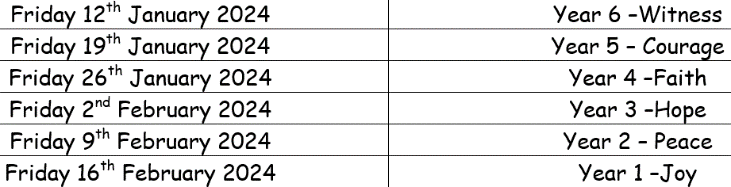 Friday 12th January 2024 Year 6 –Witness
Friday 19th January 2024 Year 5 – Courage
Friday 26th January 2024 Year 4 –Faith
Friday 2nd February 2024 Year 3 –Hope
Friday 9th February 2024 Year 2 – Peace
Friday 16th February 2024 Year 1 –Joy